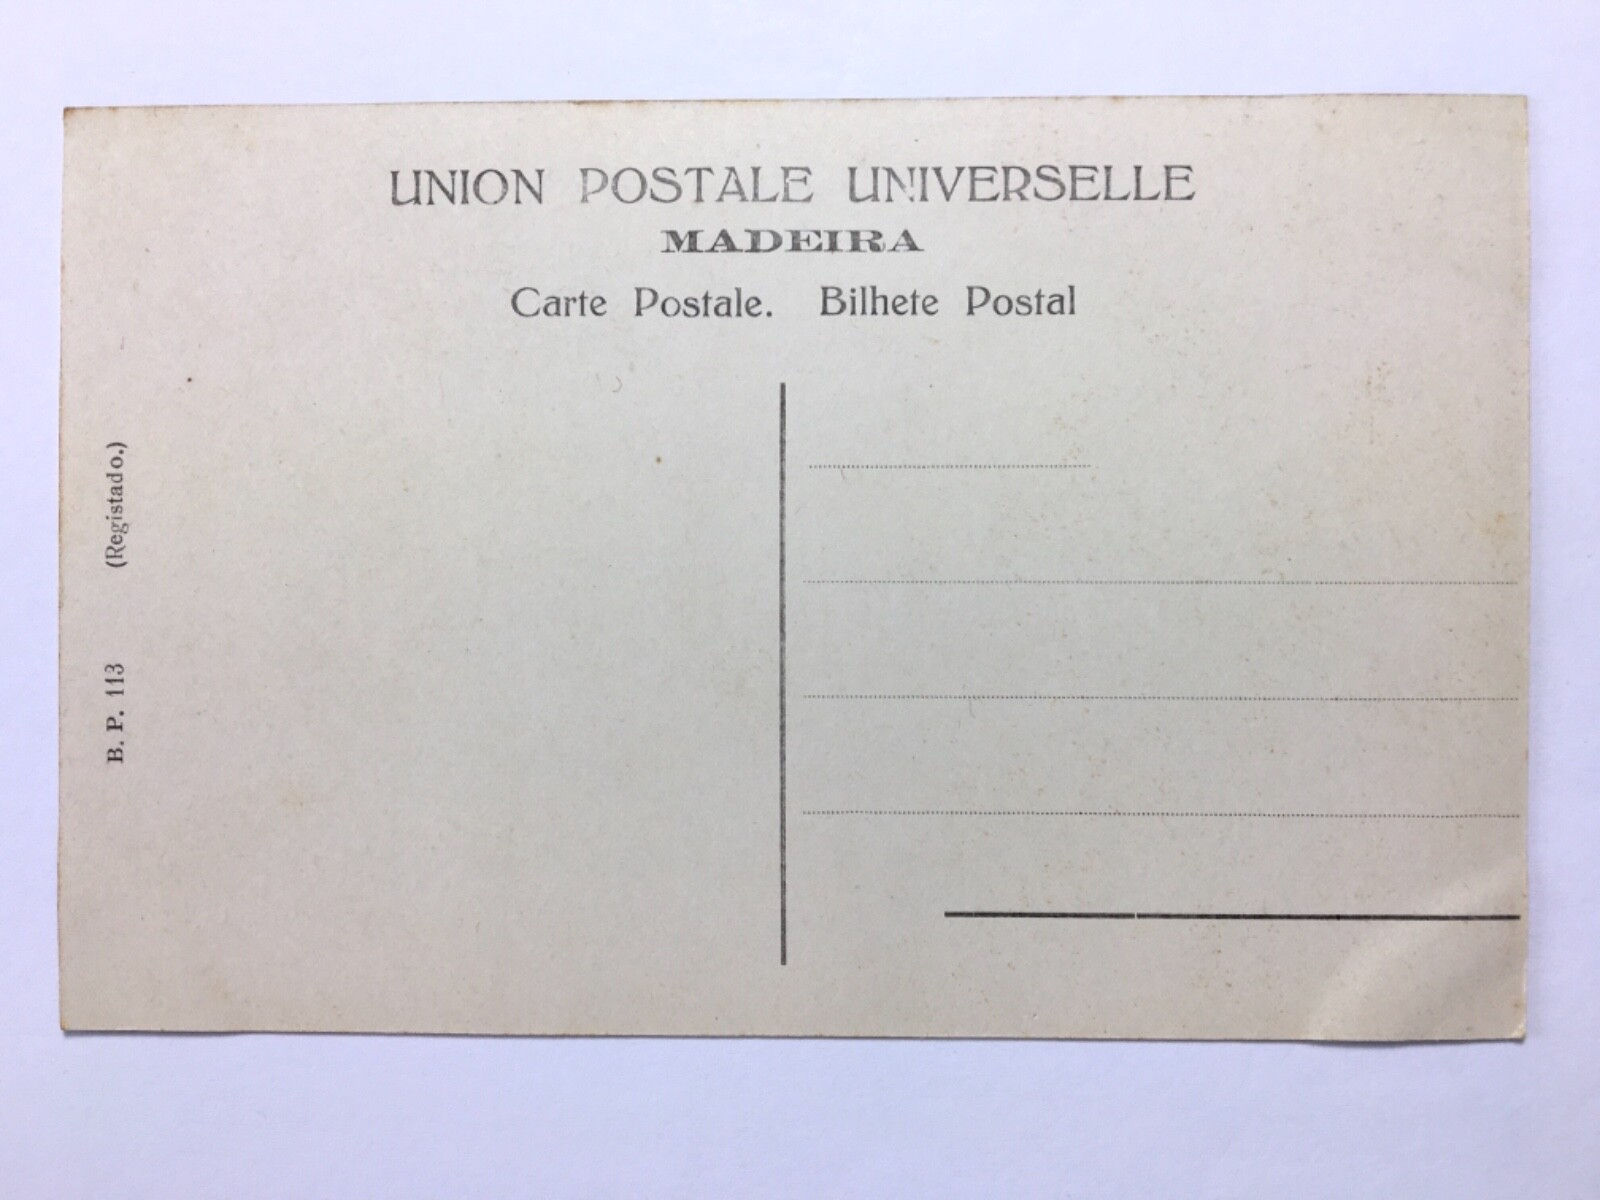 UNION POSTALE UNIVERSELLE
MADEIRA
Carte Postale. Bilhete Postal
B. P. 113 (Registado.)